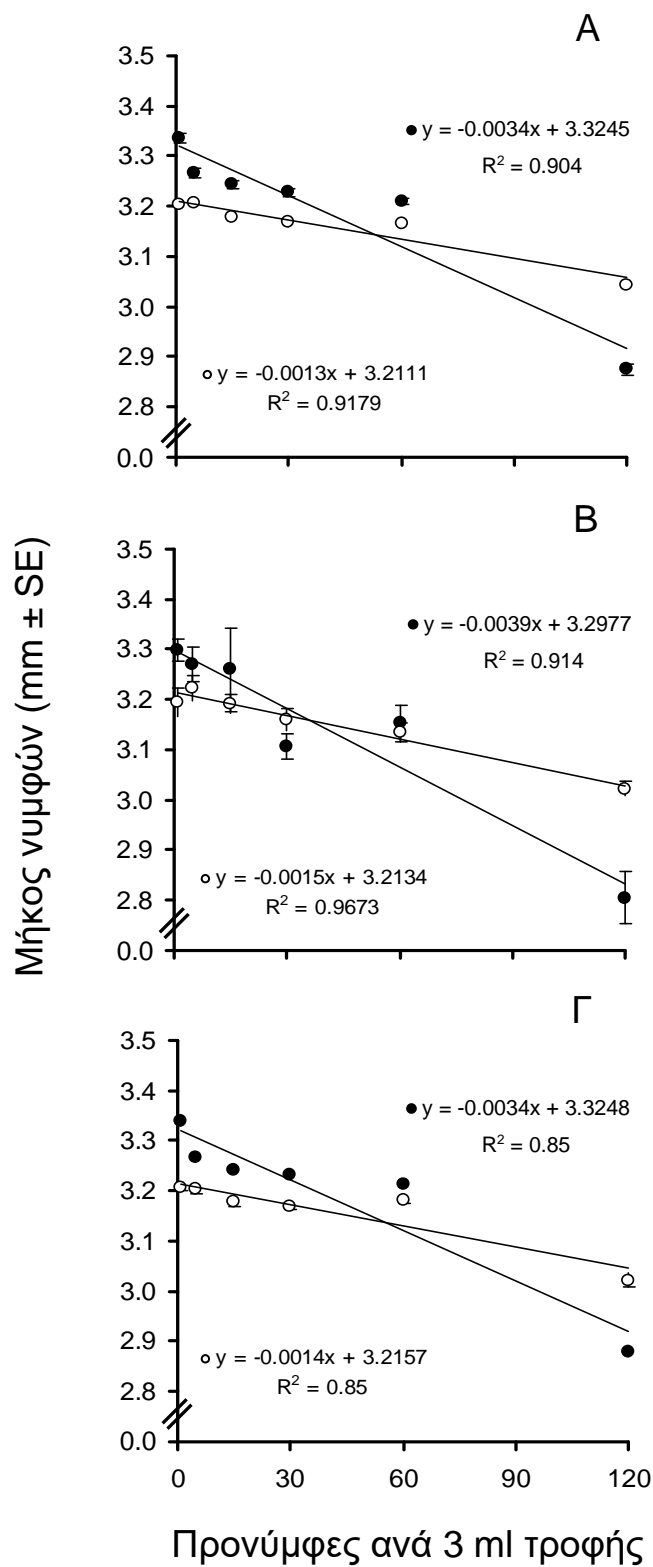 Α
3.5
3.4
3.3
3.2
3.1
3.0
2.9
2.8
0.0
y = -0.0034x + 3.3245
R² = 0.904
y = -0.0013x + 3.2111
R² = 0.9179
Β
3.5
3.4
3.3
3.2
3.1
3.0
2.9
2.8
0.0
y = -0.0039x + 3.2977
R² = 0.914
y = -0.0015x + 3.2134
R² = 0.9673
Γ
3.5
3.4
3.3
3.2
3.1
3.0
2.9
2.8
0.0
y = -0.0034x + 3.3248
R² = 0.85
y = -0.0014x + 3.2157
R² = 0.85
0 30 60 90 120
Μήκος νυμφών (mm ± SE)
Προνύμφες ανά 3 ml τροφής